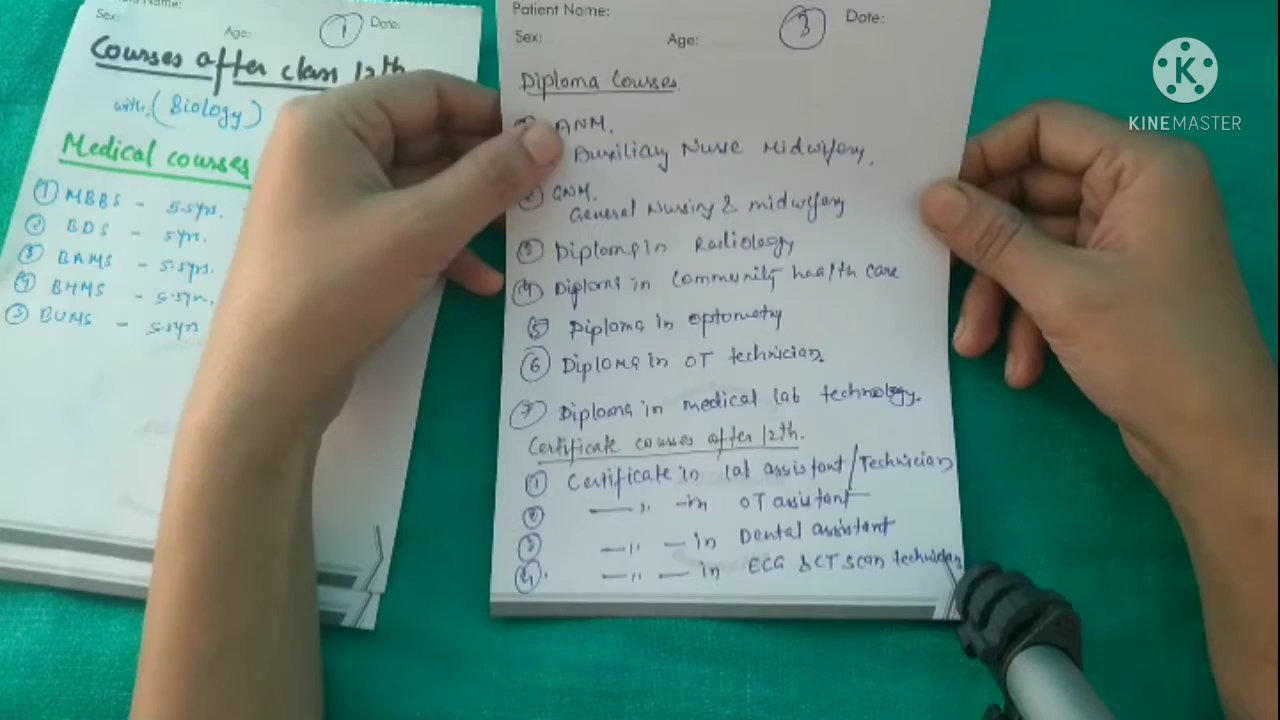 Sex:
Age:
1
Date:
Courses after class 12th
with (Biology)
Medical courses
1 MBBS - 5.5yrs.
2 BDS - 5yrs.
3 BAMS - 5.5yrs.
4 BHMS - 5.5yr.
5 BUMS - 5.5yr
Patient Name:
3
Date:
Sex:
Age:
Diploma Courses
ANM.
Auxiliary Nurse Midwifery.
2 GNM.
General Nursing & midwifery
3 Diploma in Radiology
4 Diploma in Community health care
5 Diploma in optometry
6 Diploma in OT technician
7 Diploma in medical lab technology.
Certificate courses after 12th.
1 Certificate in lab assistant/Technician
2 —〃— in OT assistant
3 —〃— in Dental assistant
4 —〃— in ECG & CT Scan technician
K
KINEMASTER